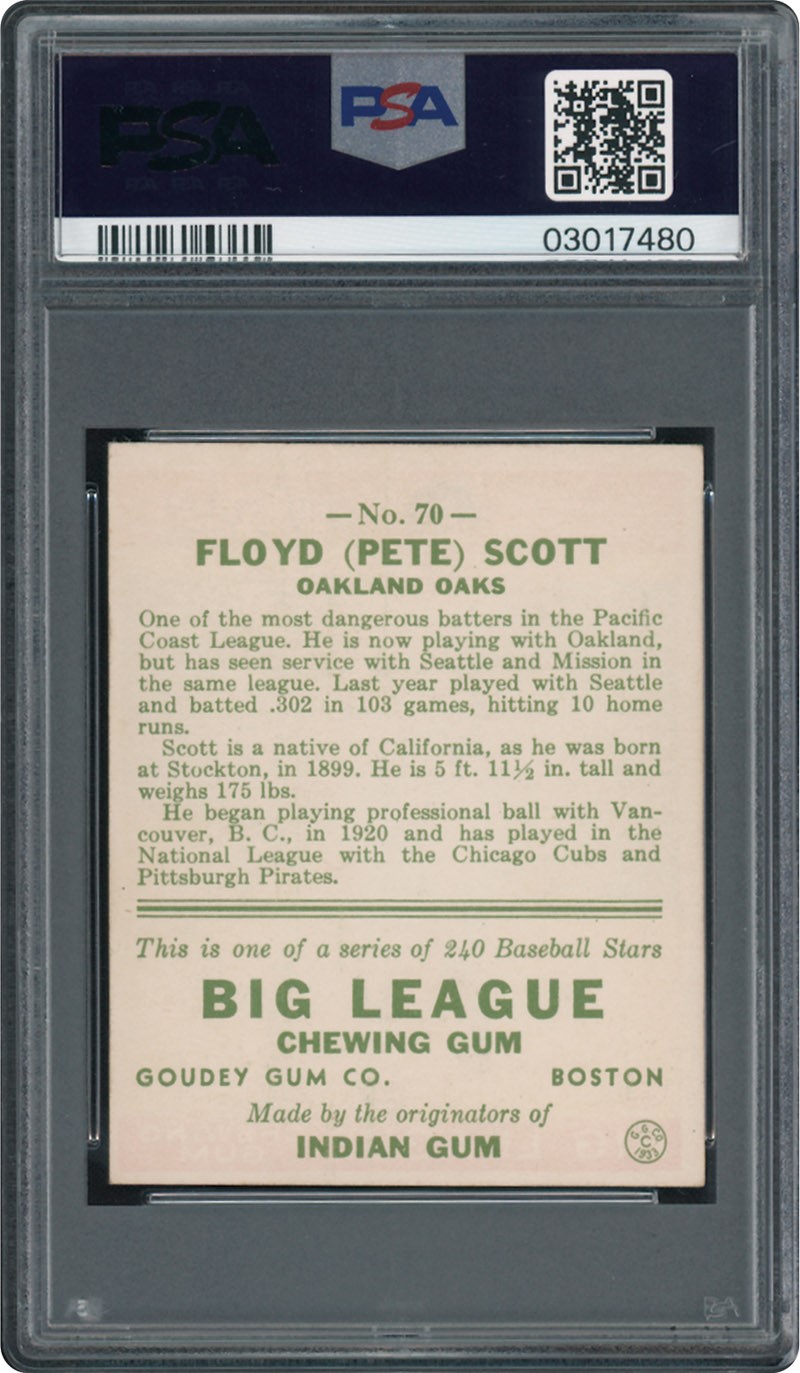 PSA
PSA
03017480
—No. 70—
FLOYD (PETE) SCOTT
OAKLAND OAKS
One of the most dangerous batters in the Pacific
Coast League. He is now playing with Oakland,
but has seen service with Seattle and Mission in
the same league. Last year played with Seattle
and batted .302 in 103 games, hitting 10 home
runs.
Scott is a native of California, as he was born
at Stockton, in 1899. He is 5 ft. 11½ in. tall and
weighs 175 lbs.
He began playing professional ball with Van-
couver, B. C., in 1920 and has played in the
National League with the Chicago Cubs and
Pittsburgh Pirates.
This is one of a series of 240 Baseball Stars
BIG LEAGUE
CHEWING GUM
GOUDEY GUM CO. BOSTON
Made by the originators of
INDIAN GUM
G. G. CO
C
1933